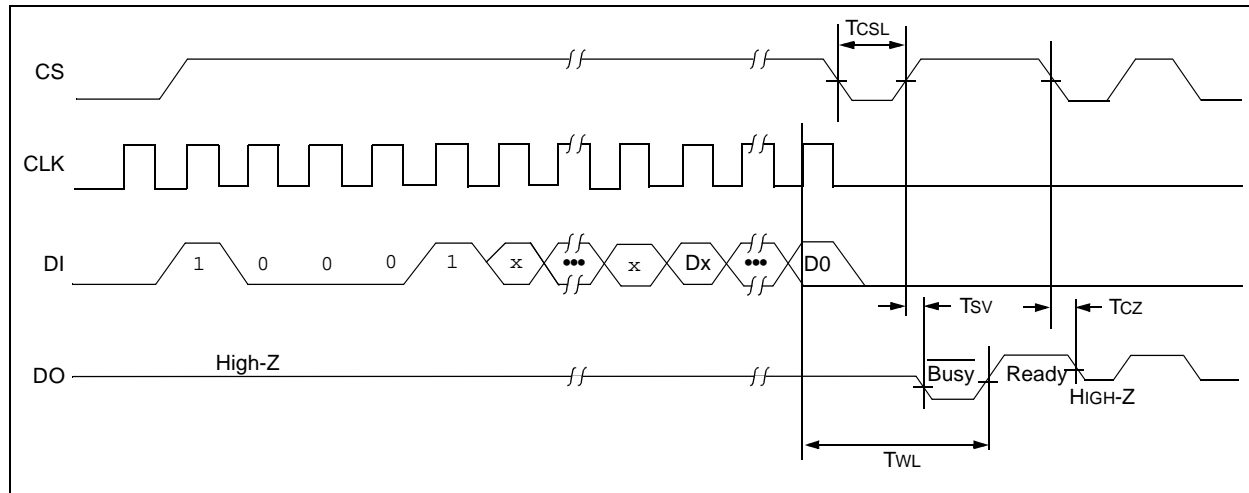 TCSL
CS
CLK
DI 1 0 0 0 1 x ••• x Dx ••• D0
TSV TCZ
High-Z
DO Busy Ready
HIGH-Z
TWL